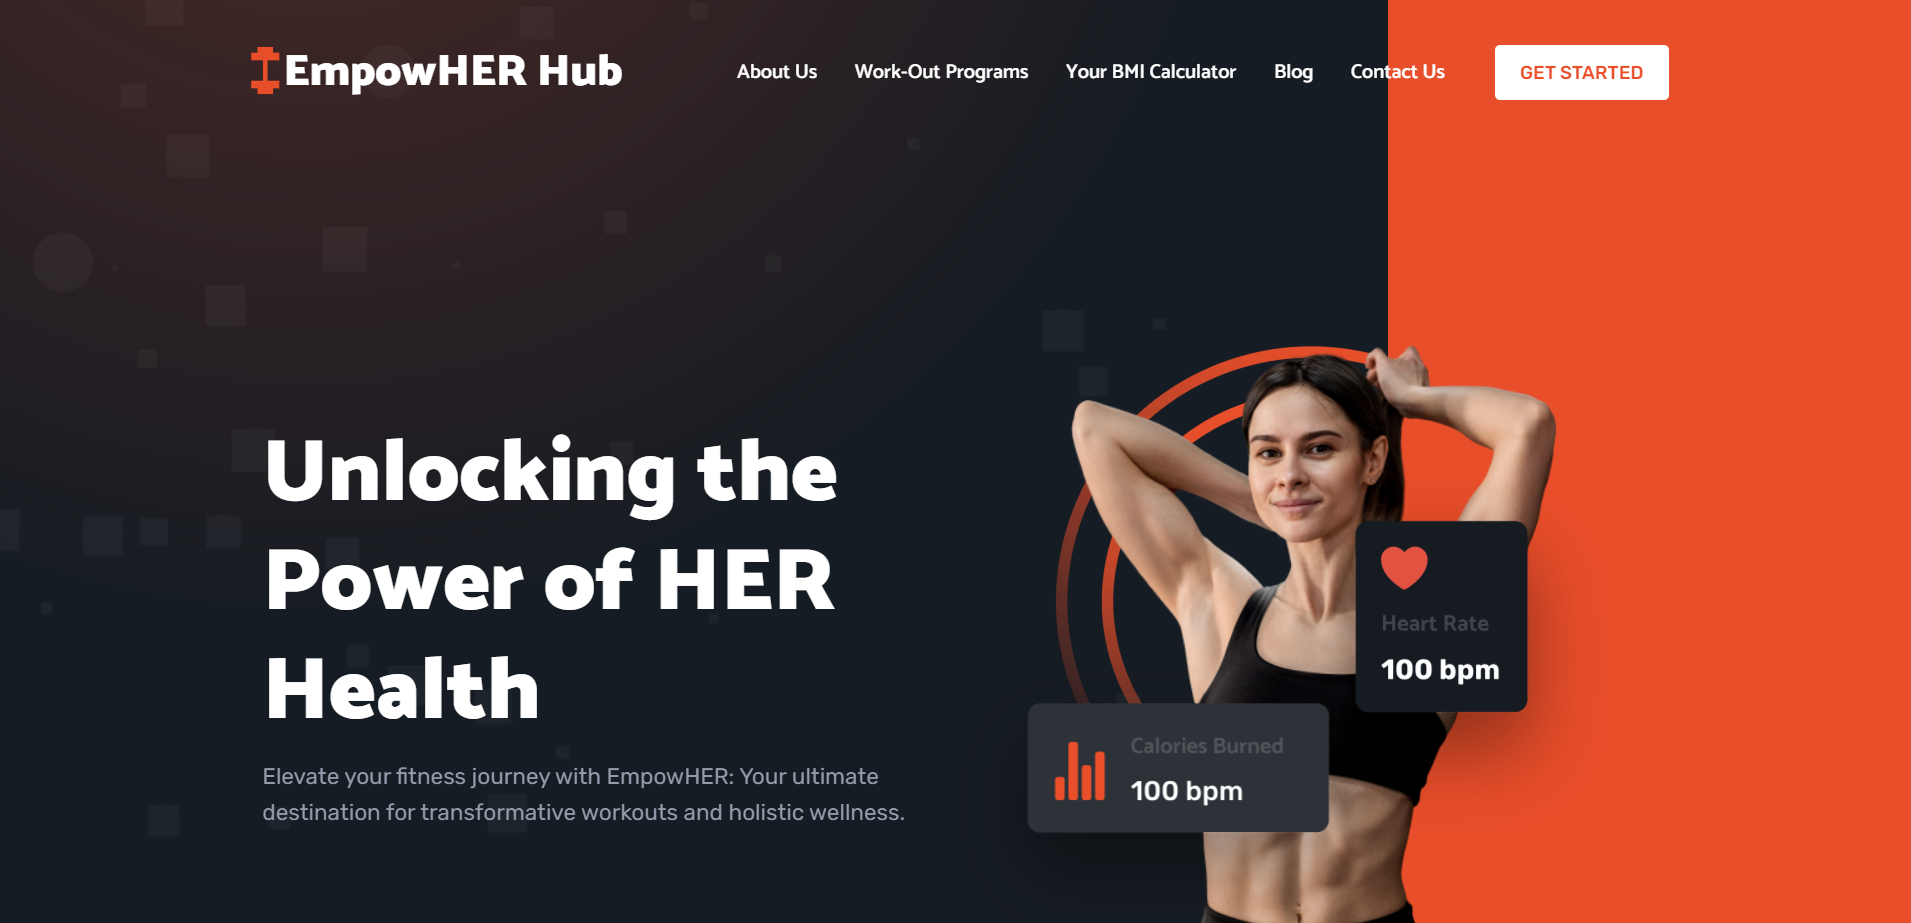 EmpowHER Hub
About Us
Work-Out Programs
Your BMI Calculator
Blog
Contact Us
GET STARTED
Unlocking the
Power of HER
Health
Elevate your fitness journey with EmpowHER: Your ultimate
destination for transformative workouts and holistic wellness.
Heart Rate
100 bpm
Calories Burned
100 bpm